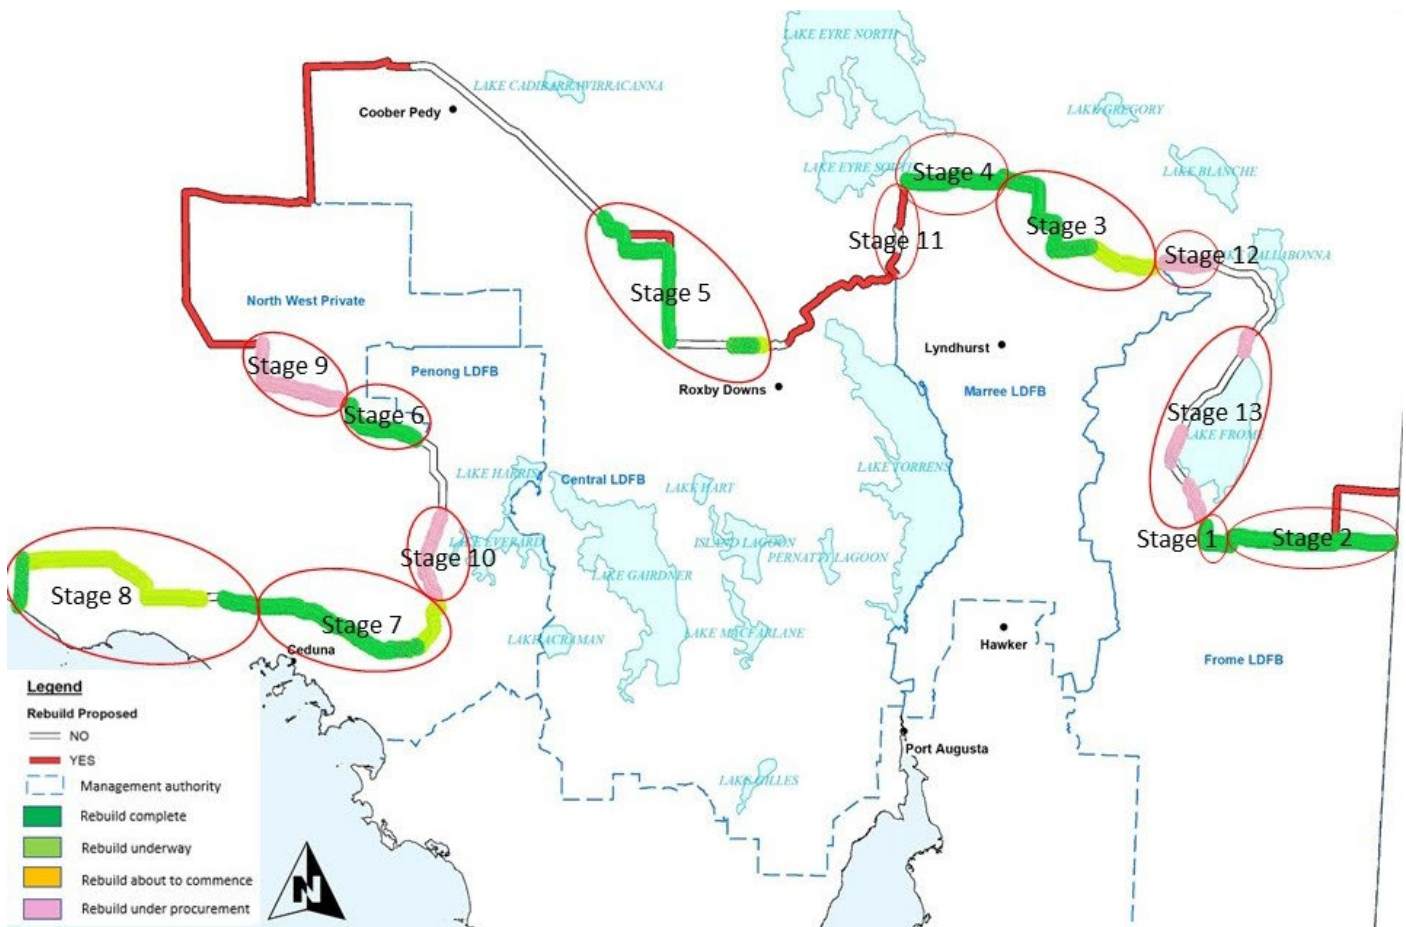 LAKE EYRE NORTH
LAKE CADIBARRAWIRRACANNA
Coober Pedy
LAKE GREGORY
LAKE EYRE SOUTH
Stage 4
LAKE BLANCHE
Stage 3
Stage 11
Stage 12
Stage 5
North West Private
Lyndhurst
Stage 9
Penong LDFB
Roxby Downs
Marree LDFB
Stage 6
Stage 13
LAKE FROME
LAKE HARRIS
Central LDFB
LAKE HART
LAKE TORRENS
Stage 1
Stage 2
LAKE EVERARD
Stage 10
ISLAND LAGOON
PERNATTY LAGOON
LAKE GAIRDNER
Stage 8
Stage 7
LAKE ACRAMAN
LAKE MACFARLANE
Ceduna
Hawker
Frome LDFB
Port Augusta
LAKE GILLES
Legend
Rebuild Proposed
NO
YES
Management authority
Rebuild complete
Rebuild underway
Rebuild about to commence
Rebuild under procurement
N